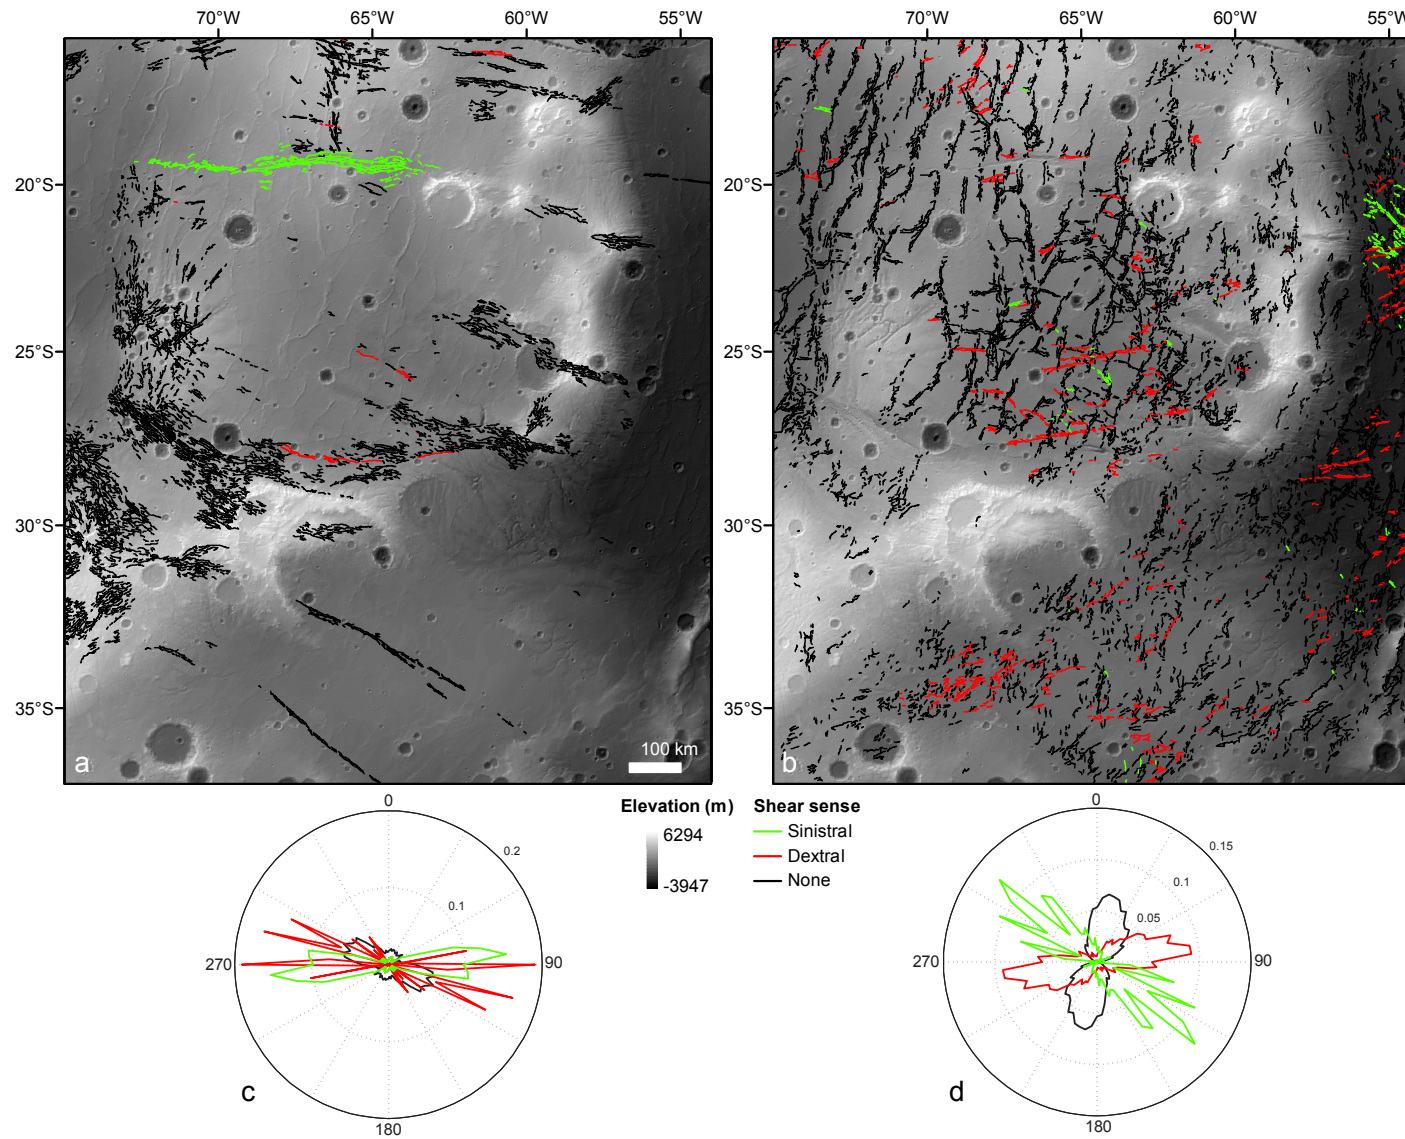 70°W 65°W 60°W 55°W
70°W 65°W 60°W 55°W
20°S
25°S
30°S
35°S
20°S
25°S
30°S
35°S
100 km
a
b
Elevation (m)
6294
-3947
Shear sense
Sinistral
Dextral
None
0
0.2
0.1
270
90
180
c
0
0.15
0.1
0.05
270
90
180
d